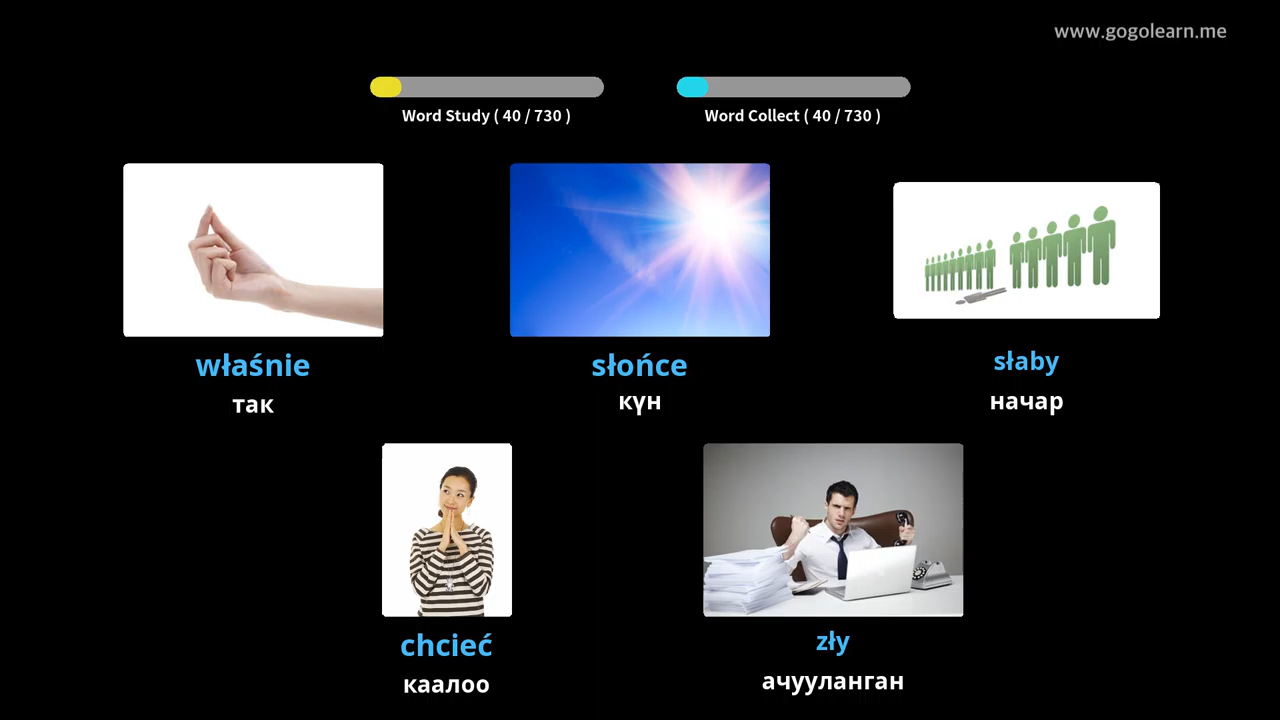 www.gogolearn.me
Word Study ( 40 / 730 )
Word Collect ( 40 / 730 )
właśnie
так
słońce
күн
słaby
начар
chcieć
каалоо
zły
ачууланган